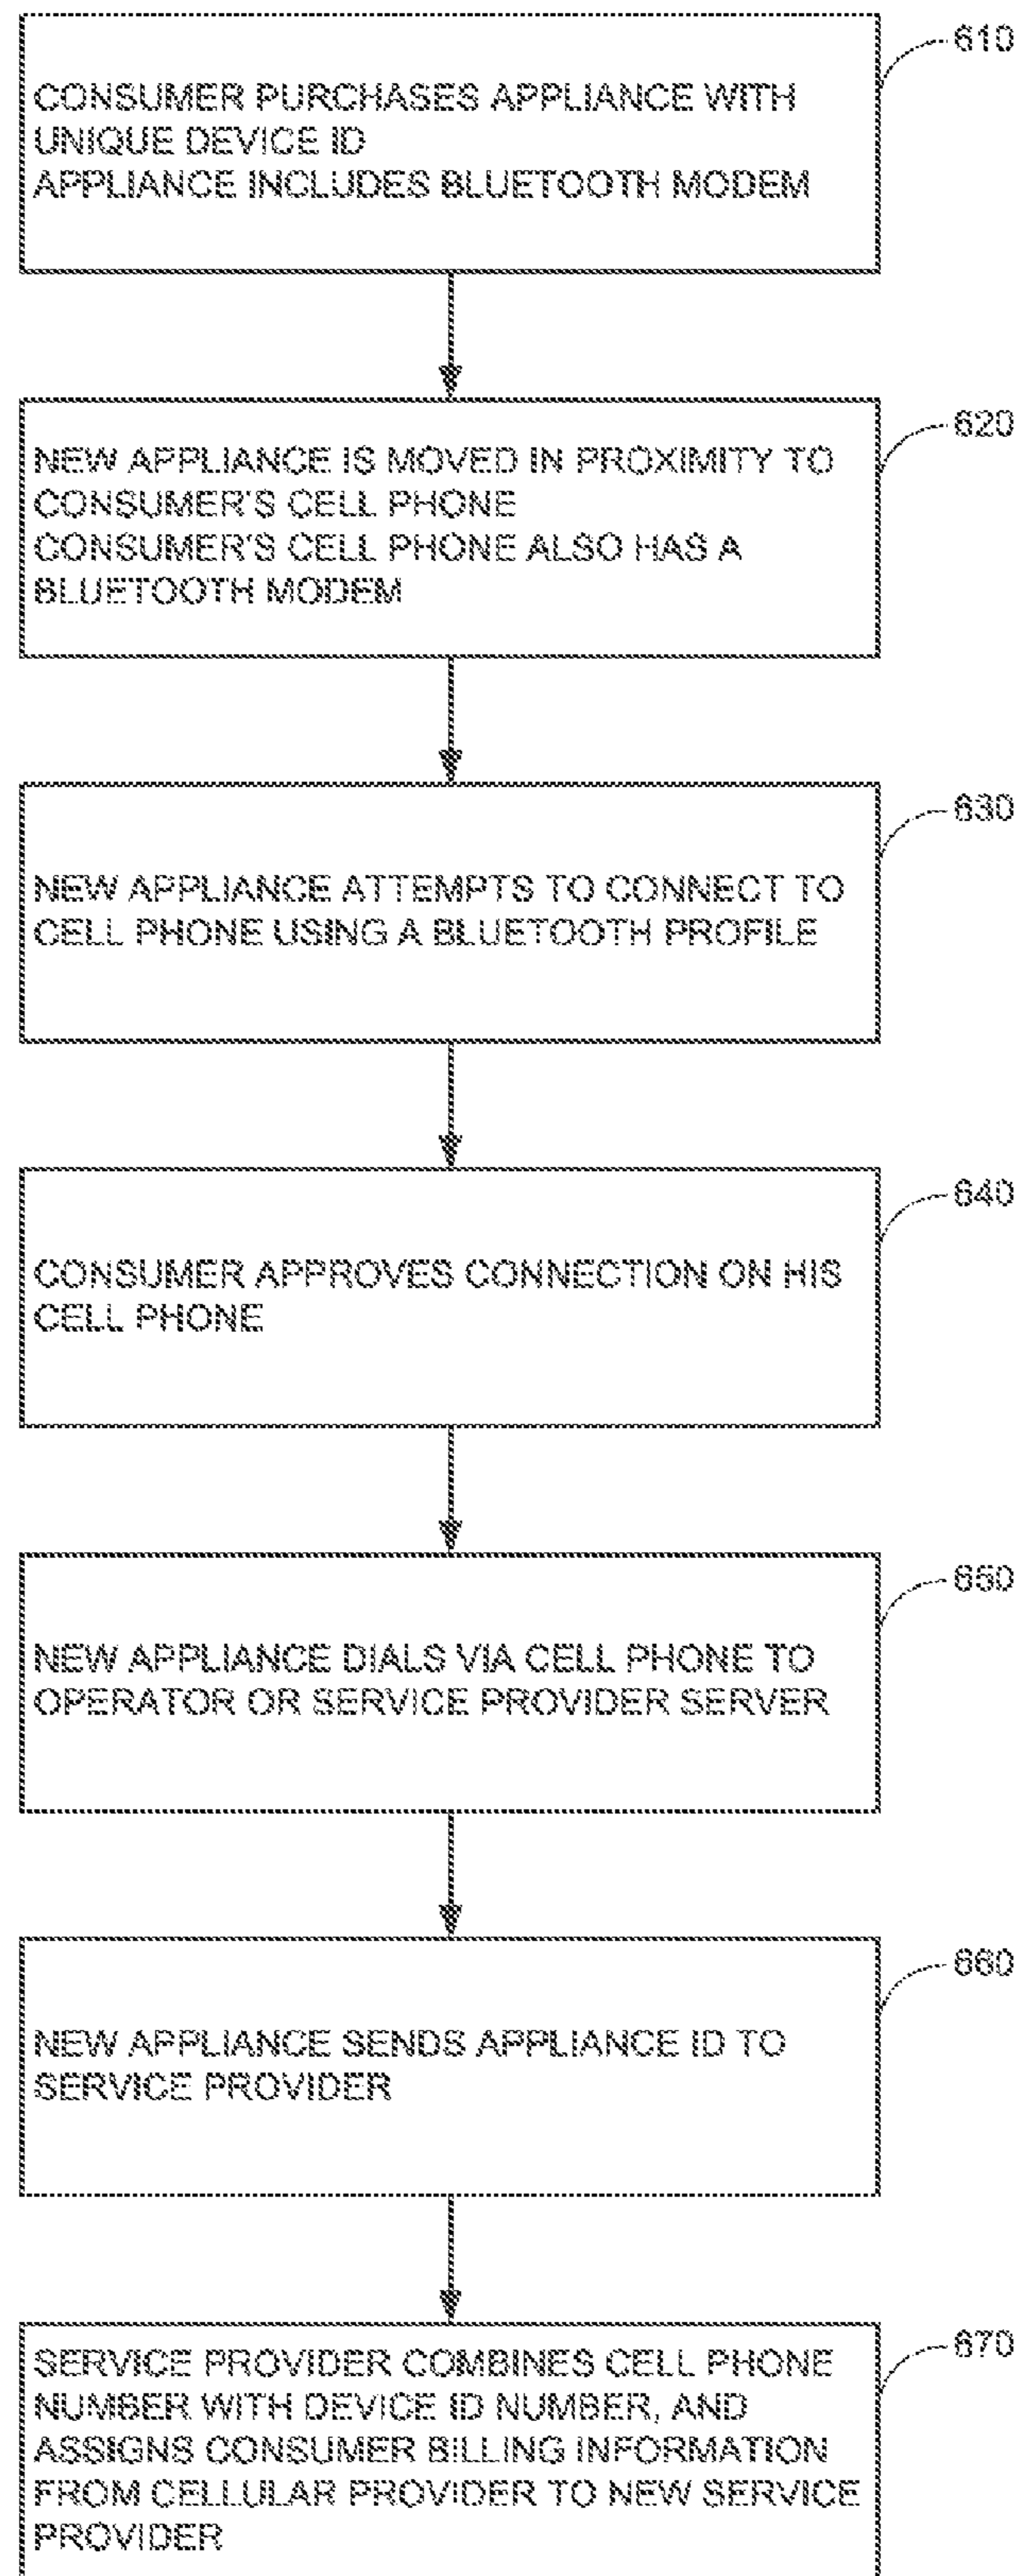 610
CONSUMER PURCHASES APPLIANCE WITH
UNIQUE DEVICE ID
APPLIANCE INCLUDES BLUETOOTH MODEM
620
NEW APPLIANCE IS MOVED IN PROXIMITY TO
CONSUMER'S CELL PHONE
CONSUMER'S CELL PHONE ALSO HAS A
BLUETOOTH MODEM
630
NEW APPLIANCE ATTEMPTS TO CONNECT TO
CELL PHONE USING A BLUETOOTH PROFILE
640
CONSUMER APPROVES CONNECTION ON HIS
CELL PHONE
650
NEW APPLIANCE DIALS VIA CELL PHONE TO
OPERATOR OR SERVICE PROVIDER SERVER
660
NEW APPLIANCE SENDS APPLIANCE ID TO
SERVICE PROVIDER
670
SERVICE PROVIDER COMBINES CELL PHONE
NUMBER WITH DEVICE ID NUMBER, AND
ASSIGNS CONSUMER BILLING INFORMATION
FROM CELLULAR PROVIDER TO NEW SERVICE
PROVIDER